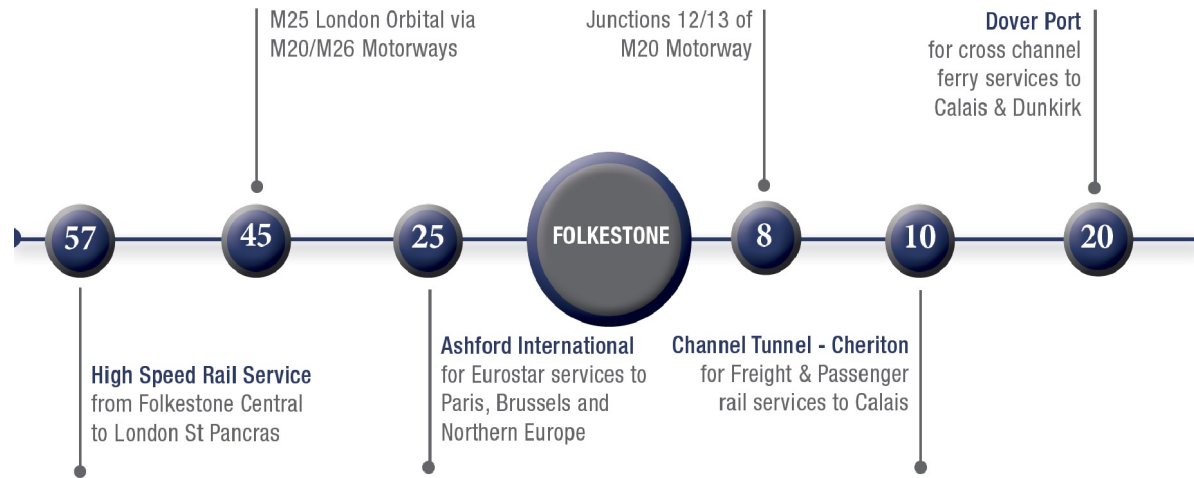 M25 London Orbital via
M20/M26 Motorways
Junctions 12/13 of
M20 Motorway
Dover Port
for cross channel
ferry services to
Calais & Dunkirk
57
45
25
FOLKESTONE
8
10
20
High Speed Rail Service
from Folkestone Central
to London St Pancras
Ashford International
for Eurostar services to
Paris, Brussels and
Northern Europe
Channel Tunnel - Cheriton
for Freight & Passenger
rail services to Calais